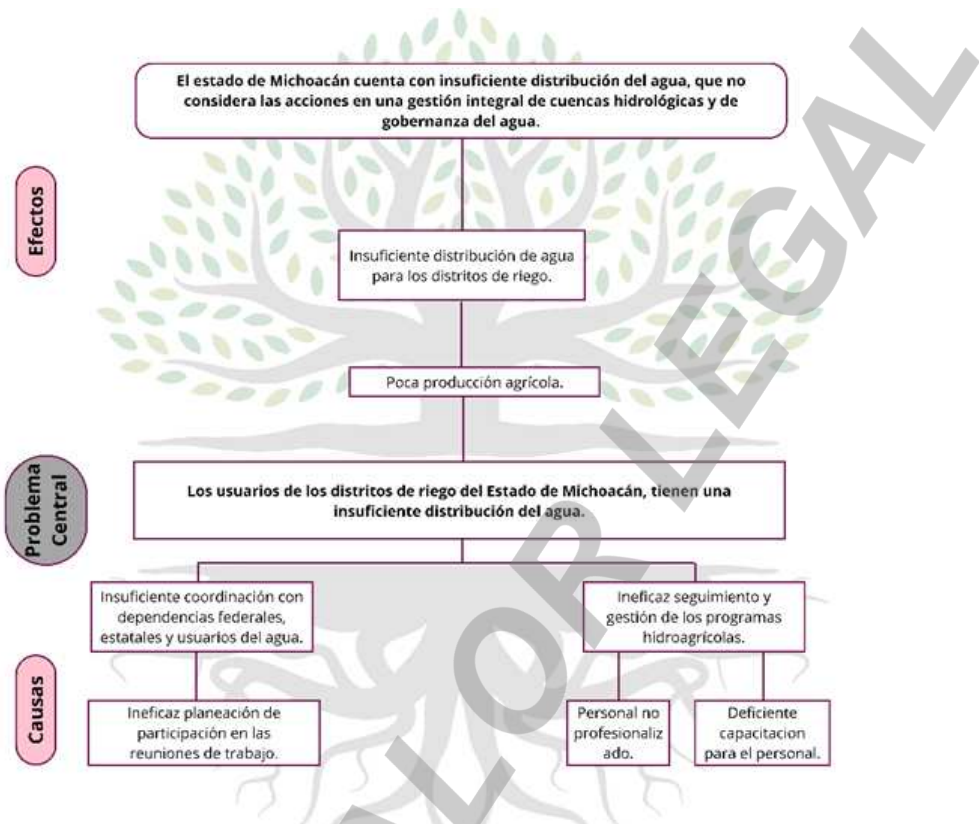 El estado de Michoacán cuenta con insuficiente distribución del agua, que no
considera las acciones en una gestión integral de cuencas hidrológicas y de
gobernanza del agua.
Efectos
Insuficiente distribución de agua
para los distritos de riego.
Poca producción agrícola.
Problema
Central
Los usuarios de los distritos de riego del Estado de Michoacán, tienen una
insuficiente distribución del agua.
Insuficiente coordinación con
dependencias federales,
estatales y usuarios del agua.
Ineficaz seguimiento y
gestión de los programas
hidroagrícolas.
Causas
Ineficaz planeación de
participación en las
reuniones de trabajo.
Personal no
profesionaliz
ado.
Deficiente
capacitacion
para el personal.
ALOR LEGAL